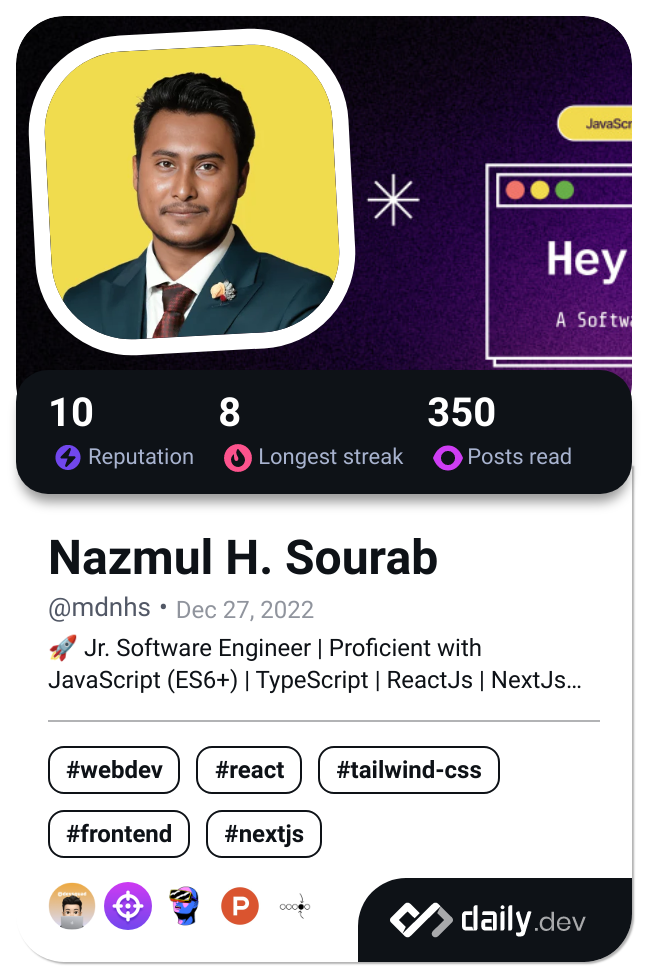 JavaScr
Hey
A Softwa
10
8
350
Reputation
Longest streak
Posts read
Nazmul H. Sourab
@mdnhs • Dec 27, 2022
🚀 Jr. Software Engineer | Proficient with
JavaScript (ES6+) | TypeScript | ReactJs | NextJs...
#webdev
#react
#tailwind-css
#frontend
#nextjs
P
daily.dev